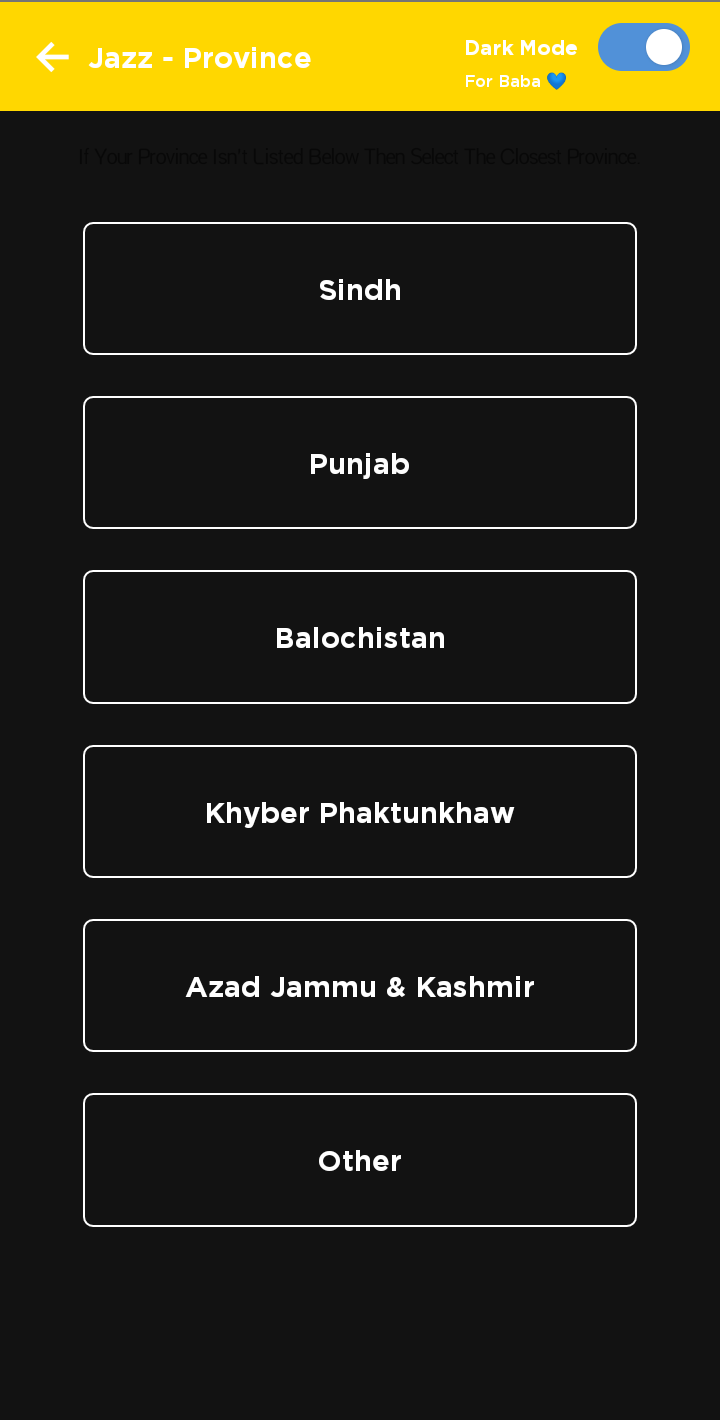 Jazz - Province
Dark Mode
For Baba 💙
If Your Province Isn't Listed Below Then Select The Closest Province.
Sindh
Punjab
Balochistan
Khyber Phaktunkhaw
Azad Jammu & Kashmir
Other